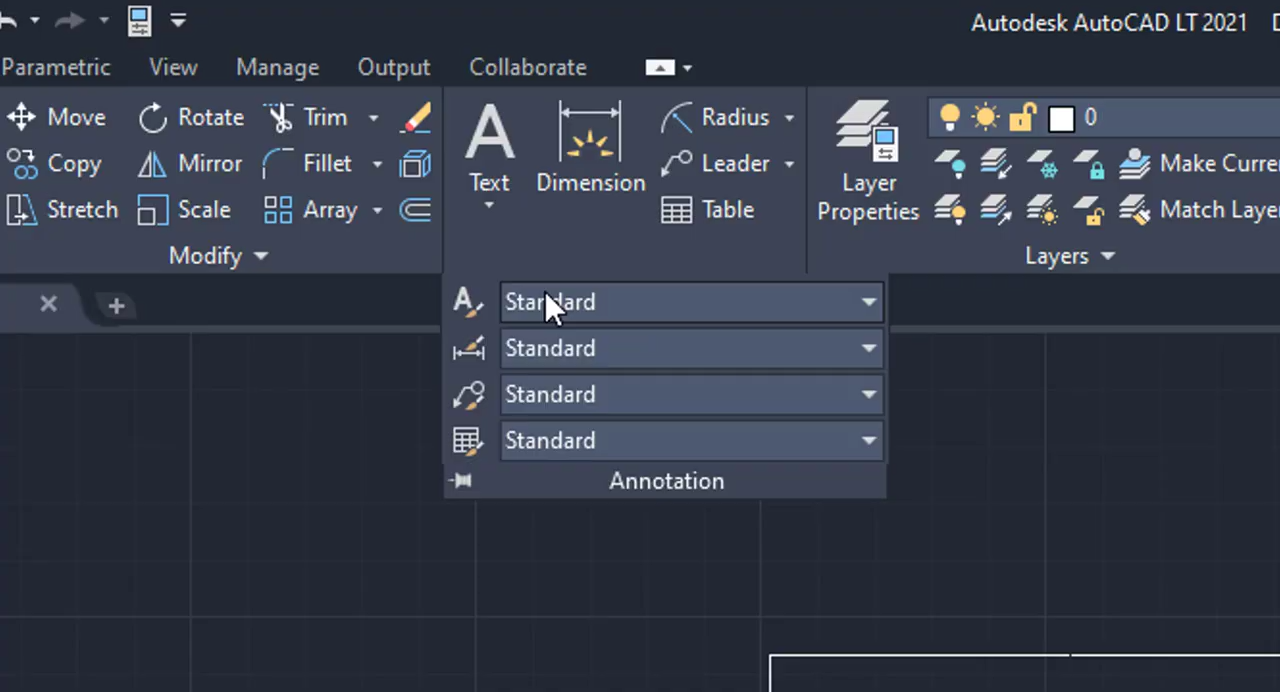 Autodesk AutoCAD LT 2021
Parametric View Manage Output Collaborate
Move Rotate Trim Radius 0
Copy Mirror Fillet Leader Make Curre
Text Dimension Layer
Stretch Scale Array Table Properties Match Laye
Modify Layers
Standard
Standard
Standard
Standard
Annotation